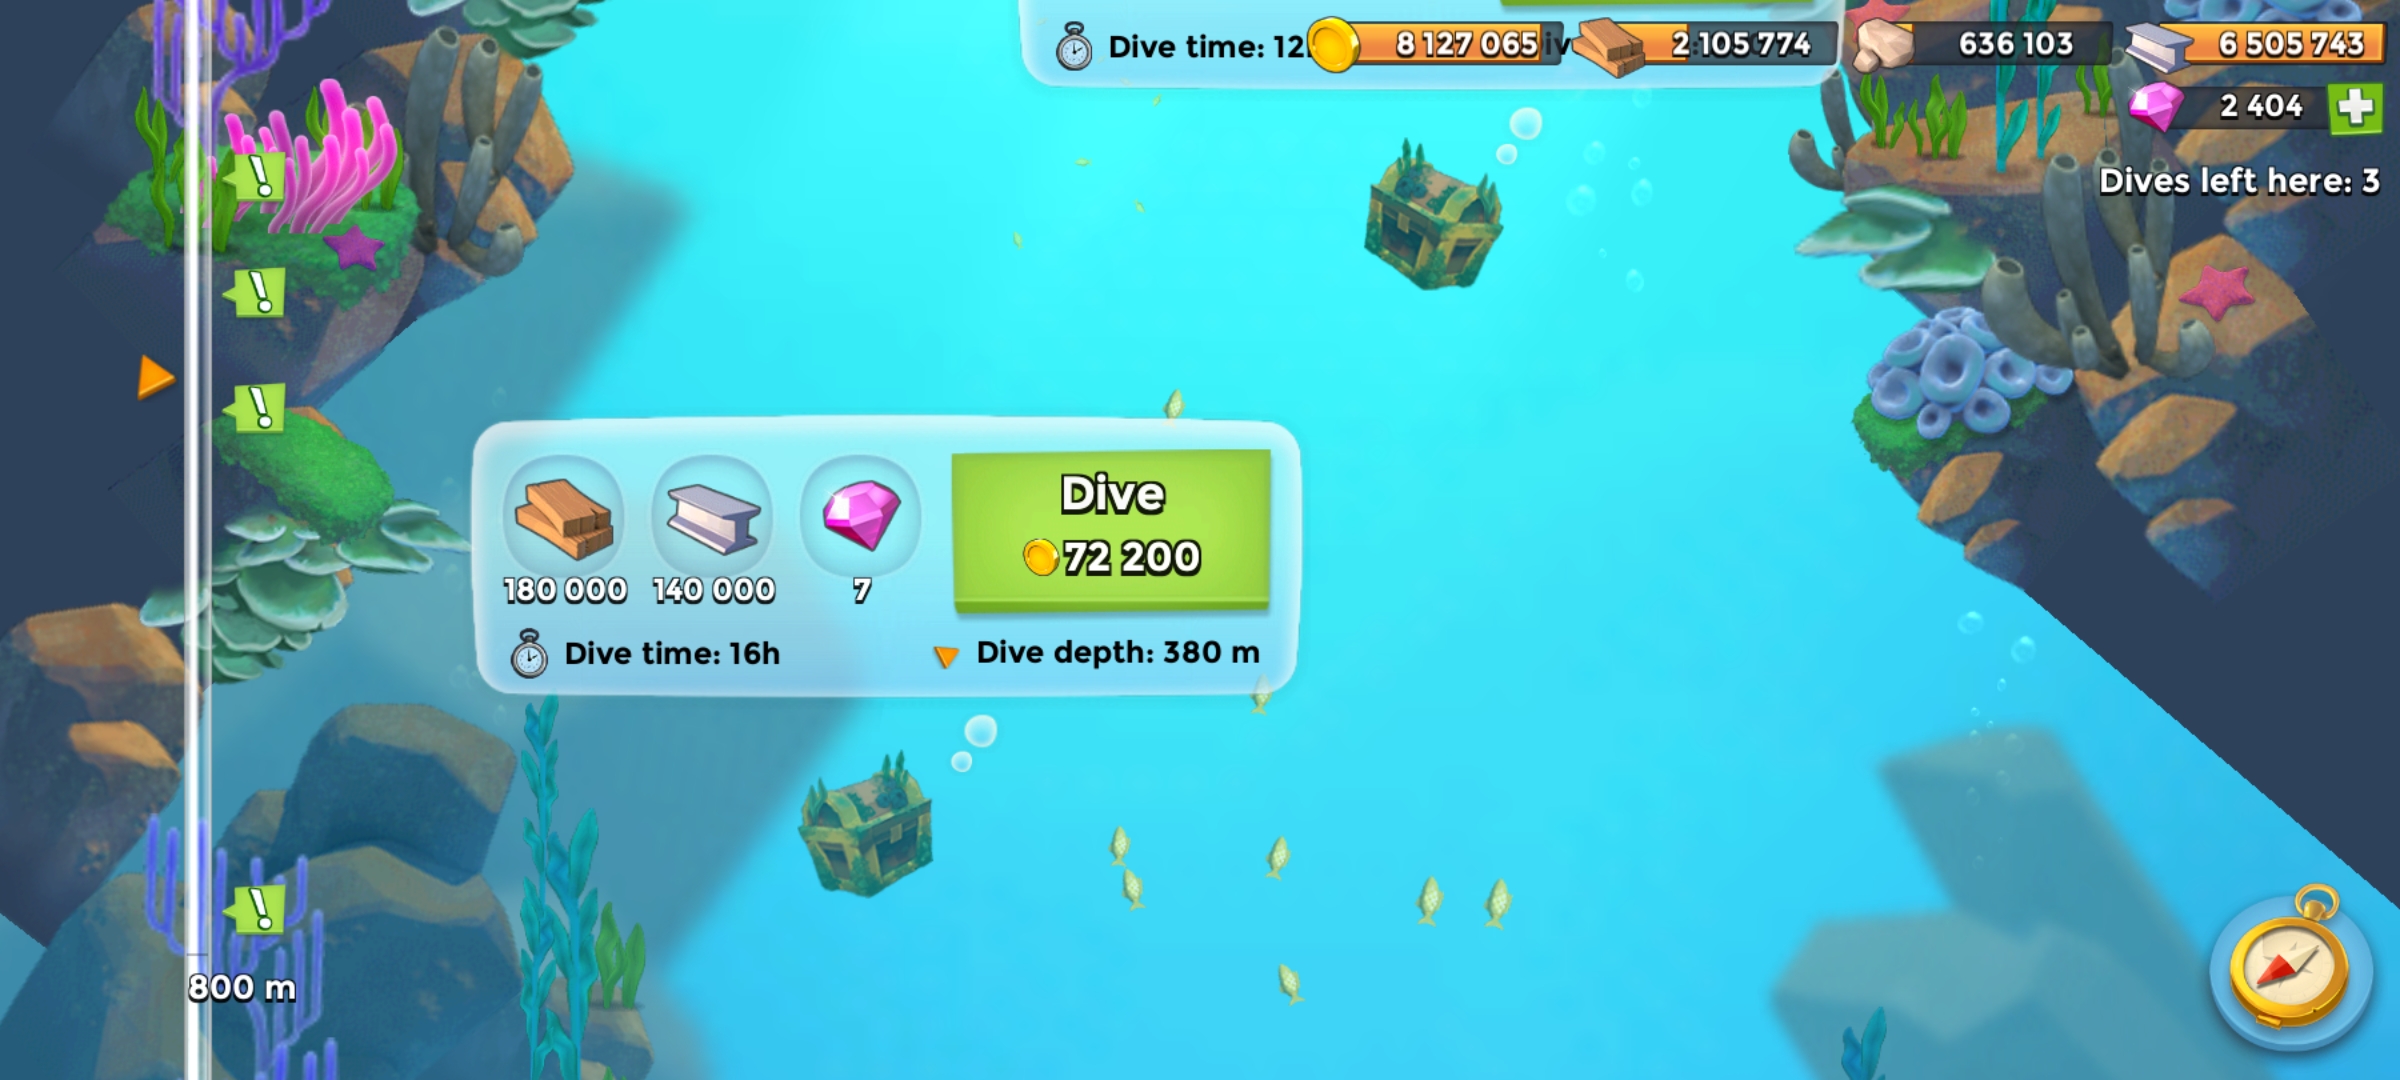 Dive time: 12
8 127 065
2 105 774
636 103
6 505 743
2 404
Dives left here: 3
Dive
72 200
180 000
140 000
7
Dive time: 16h
Dive depth: 380 m
800 m